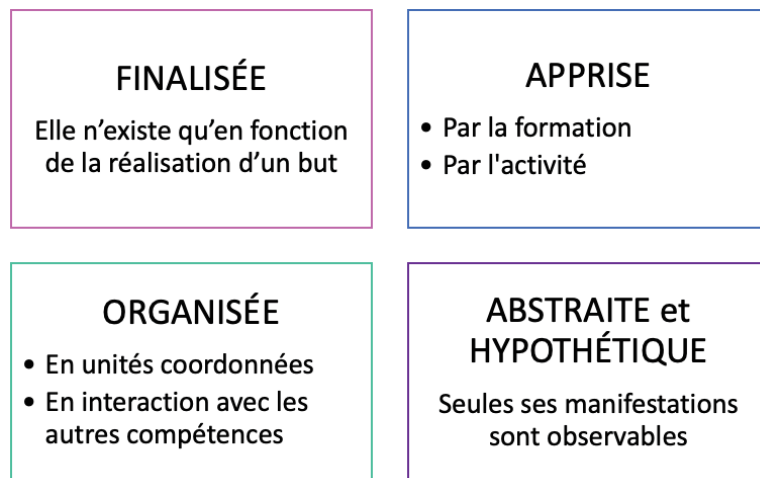 FINALISÉE
Elle n’existe qu’en fonction
de la réalisation d’un but
APPRISE
• Par la formation
• Par l'activité
ORGANISÉE
• En unités coordonnées
• En interaction avec les
autres compétences
ABSTRAITE et
HYPOTHÉTIQUE
Seules ses manifestations
sont observables